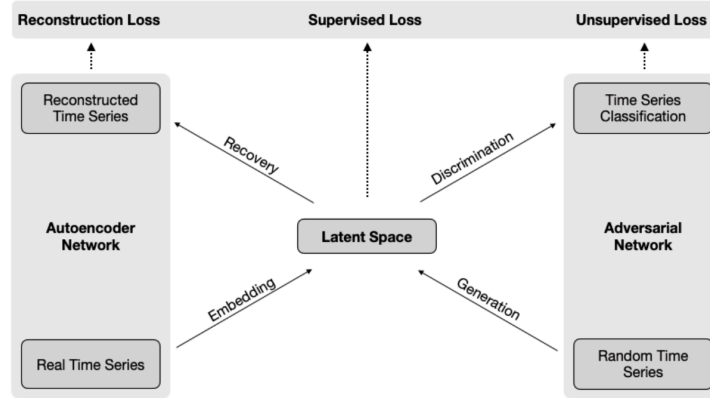 Reconstruction Loss
Supervised Loss
Unsupervised Loss
Reconstructed
Time Series
Time Series
Classification
Recovery
Discrimination
Autoencoder
Network
Latent Space
Adversarial
Network
Embedding
Generation
Real Time Series
Random Time
Series